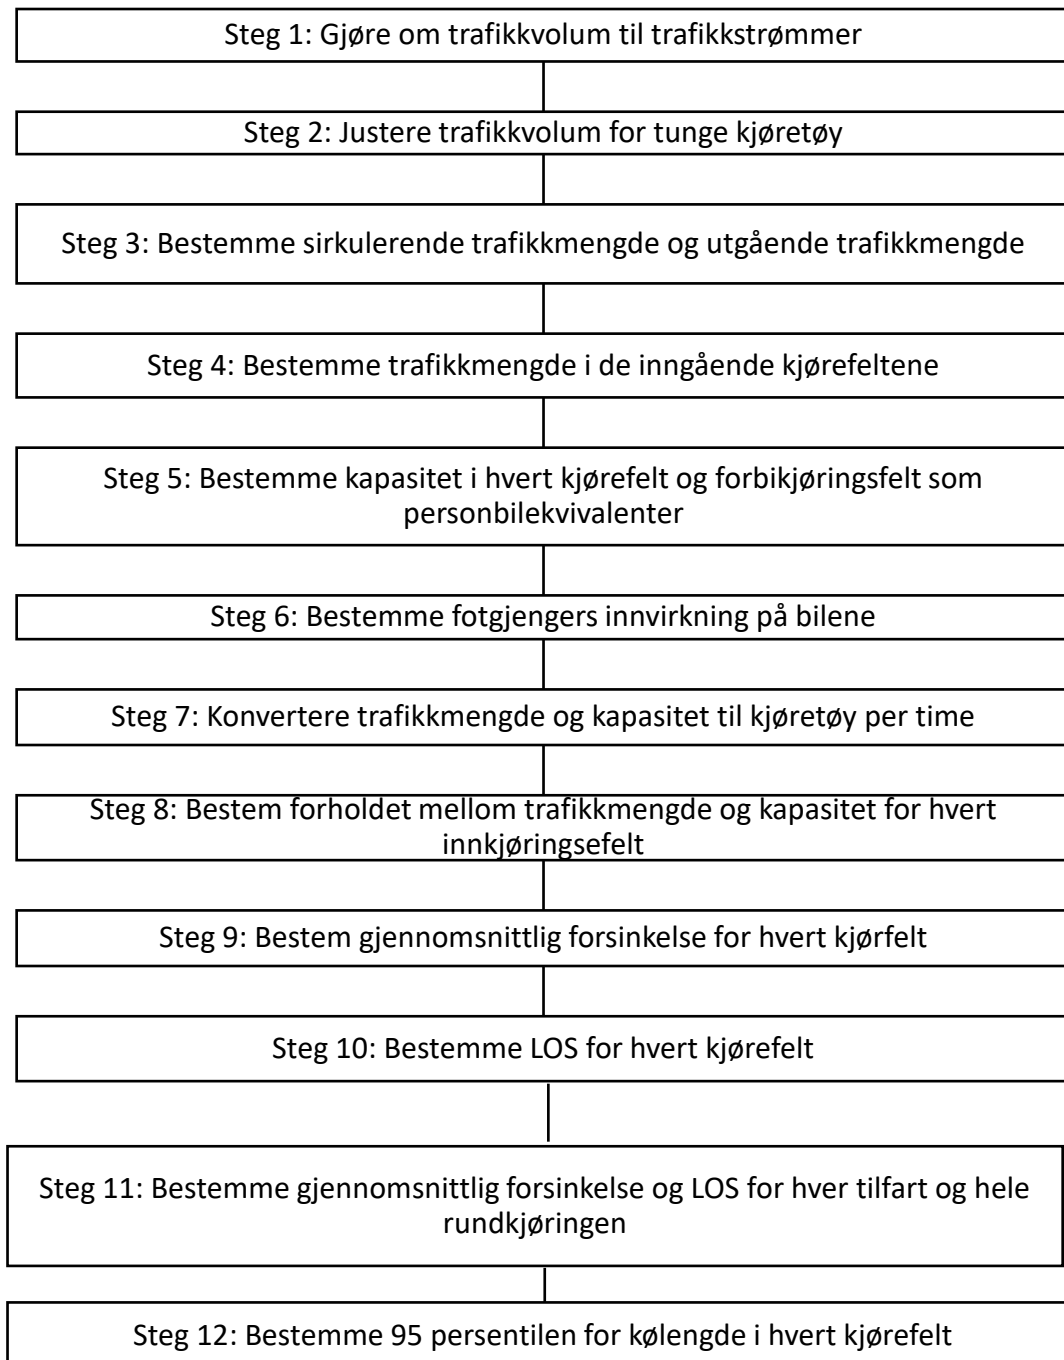 Steg 1: Gjøre om trafikkvolum til trafikkstrømmer
Steg 2: Justere trafikkvolum for tunge kjøretøy
Steg 3: Bestemme sirkulerende trafikkmengde og utgående trafikkmengde
Steg 4: Bestemme trafikkmengde i de inngående kjørefeltene
Steg 5: Bestemme kapasitet i hvert kjørefelt og forbikjøringsfelt som
personbilekvivalenter
Steg 6: Bestemme fotgjengers innvirkning på bilene
Steg 7: Konvertere trafikkmengde og kapasitet til kjøretøy per time
Steg 8: Bestem forholdet mellom trafikkmengde og kapasitet for hvert
innkjøringsefelt
Steg 9: Bestem gjennomsnittlig forsinkelse for hvert kjørfelt
Steg 10: Bestemme LOS for hvert kjørefelt
Steg 11: Bestemme gjennomsnittlig forsinkelse og LOS for hver tilfart og hele
rundkjøringen
Steg 12: Bestemme 95 persentilen for kølengde i hvert kjørefelt